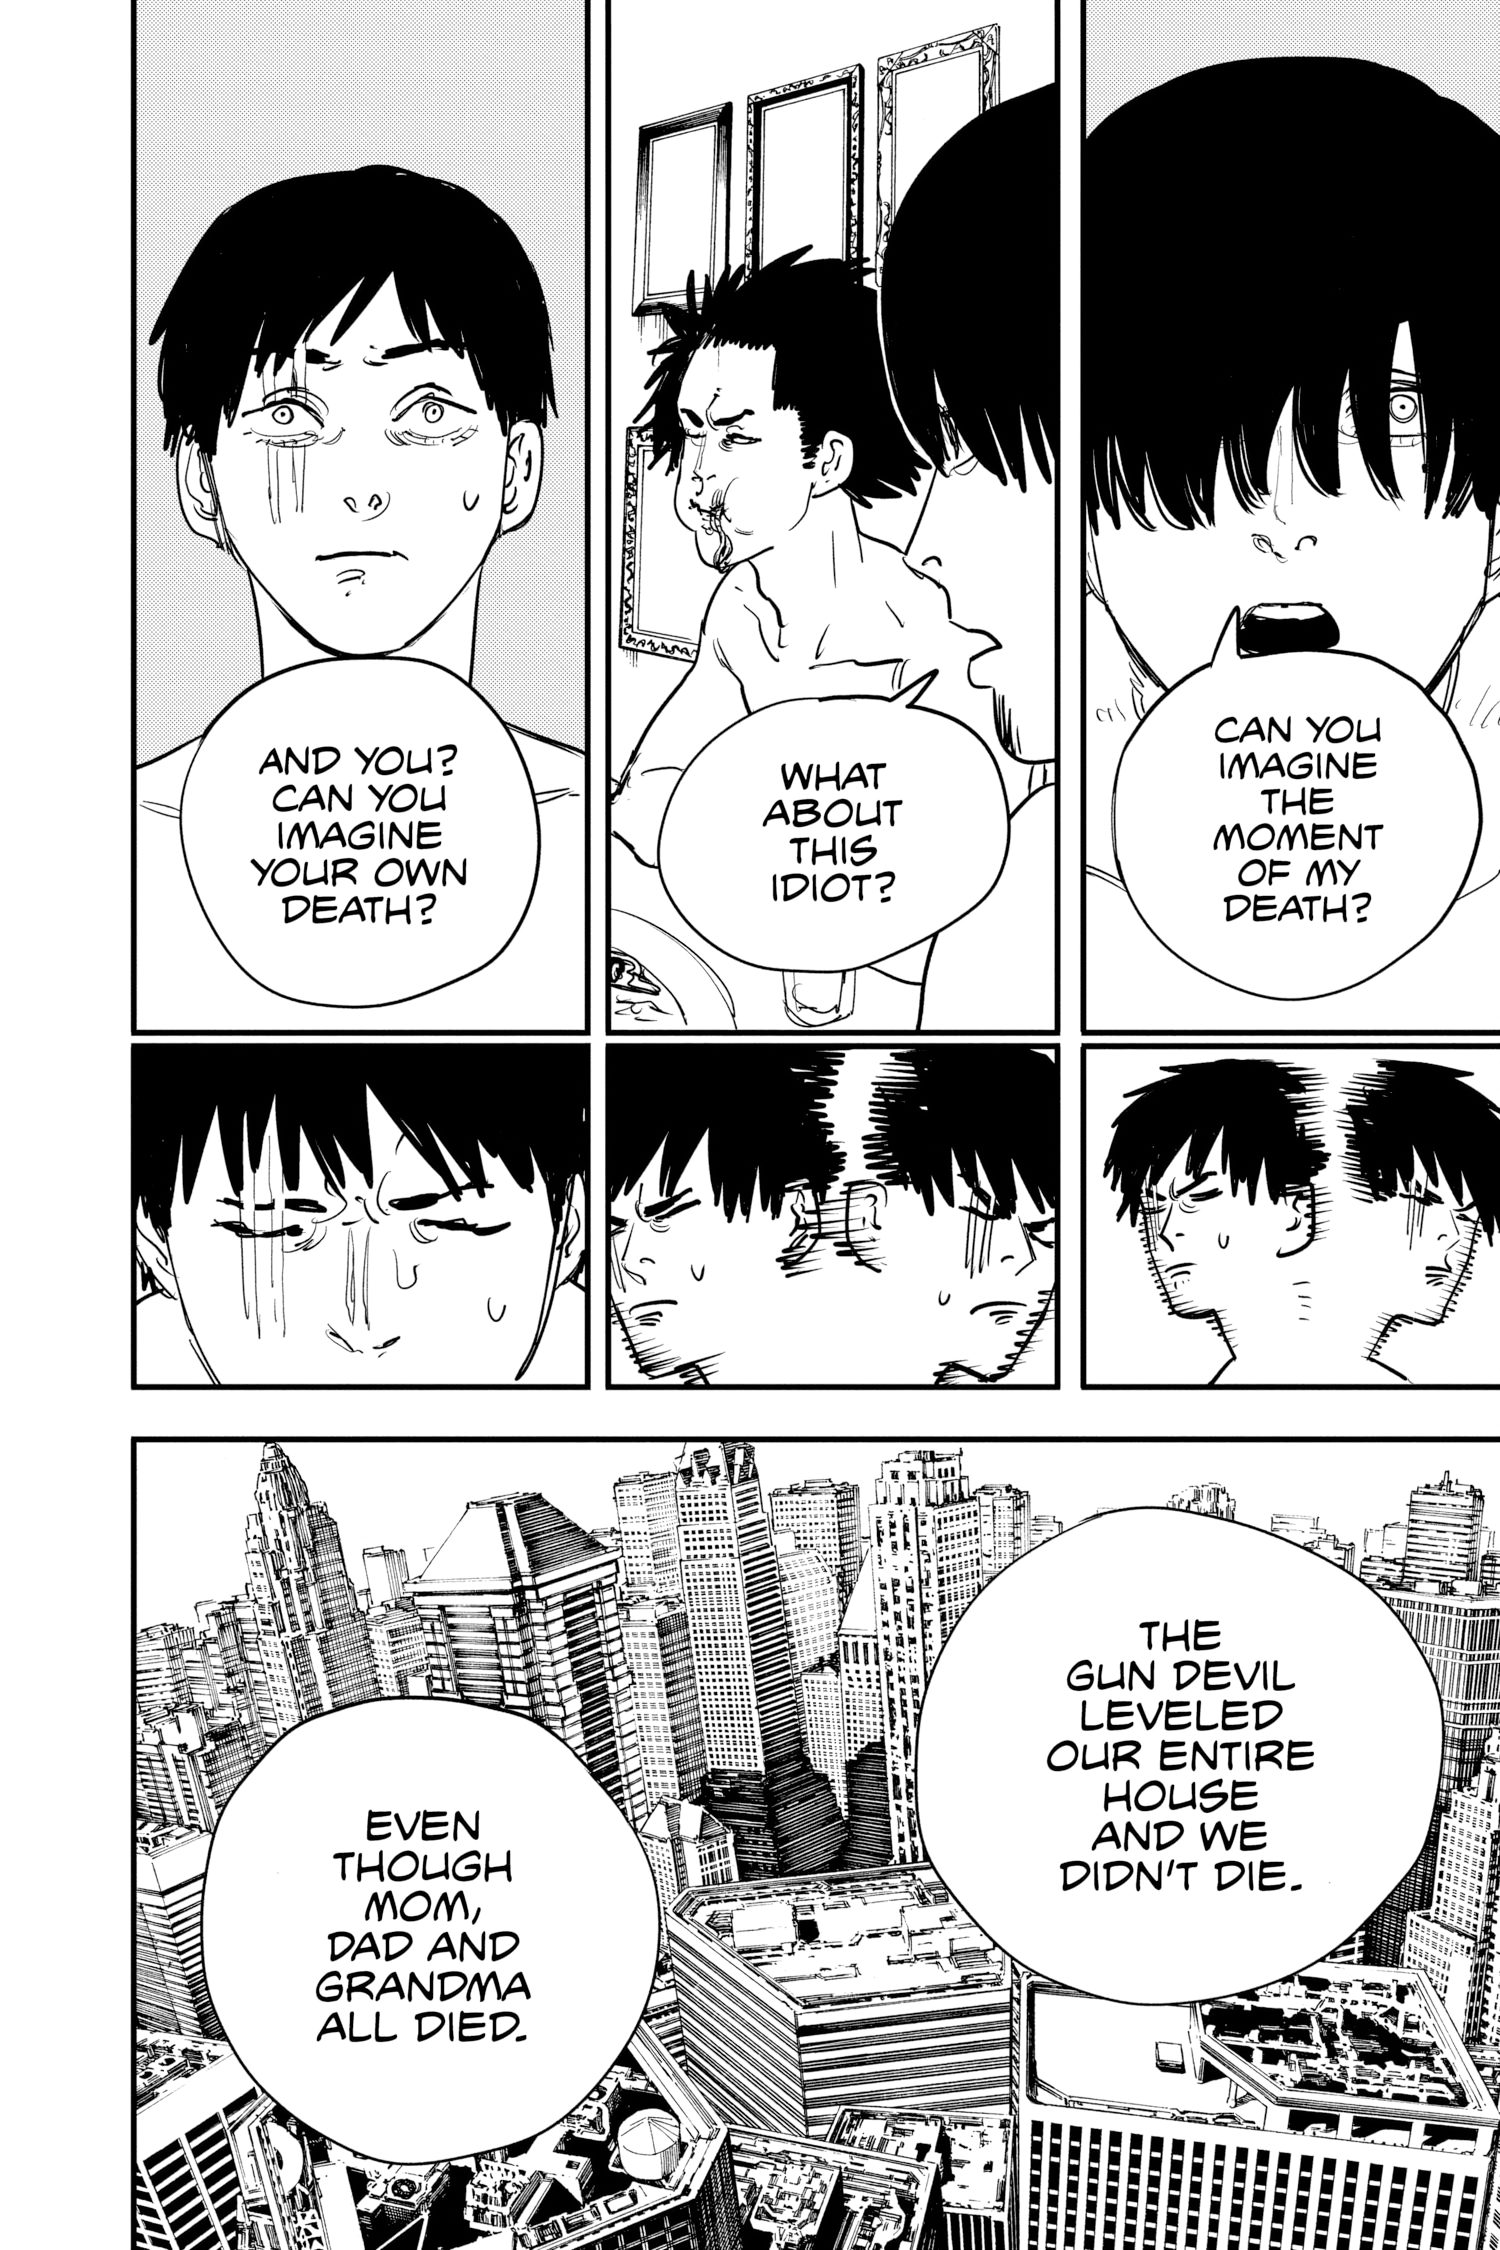 CAN YOU
IMAGINE
THE
MOMENT
OF MY
DEATH?
WHAT
ABOUT
THIS
IDIOT?
AND YOU?
CAN YOU
IMAGINE
YOUR OWN
DEATH?
THE
GUN DEVIL
LEVELED
OUR ENTIRE
HOUSE
AND WE
DIDN'T DIE.
EVEN
THOUGH
MOM,
DAD AND
GRANDMA
ALL DIED.